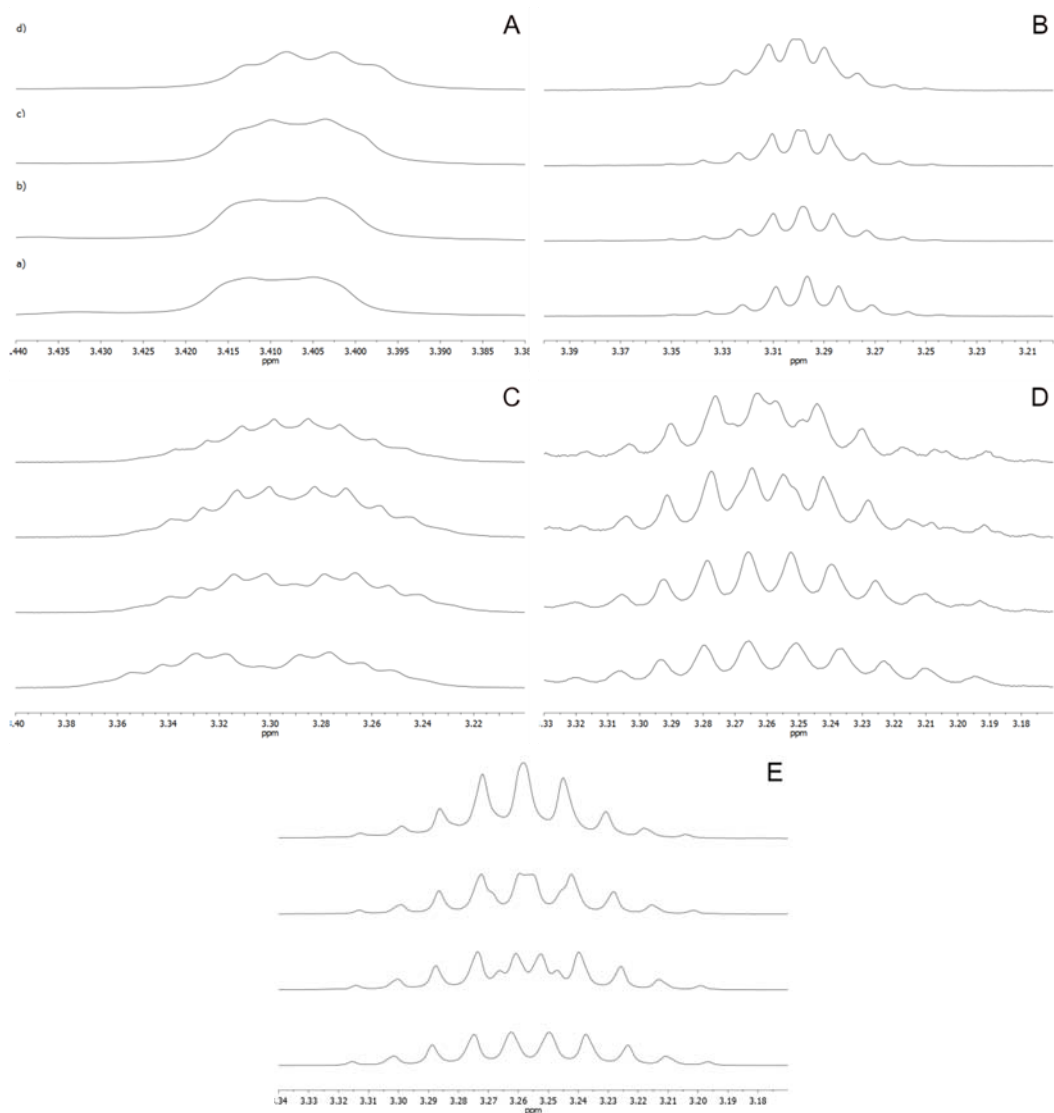 d) A
c)
b)
a)
.440 3.435 3.430 3.425 3.420 3.415 3.410 3.405 3.400 3.395 3.390 3.385 3.38
ppm
B
3.39 3.37 3.35 3.33 3.31 3.29 3.27 3.25 3.23 3.21
ppm
C
.40 3.38 3.36 3.34 3.32 3.30 3.28 3.26 3.24 3.22
ppm
D
.33 3.32 3.31 3.30 3.29 3.28 3.27 3.26 3.25 3.24 3.23 3.22 3.21 3.20 3.19 3.18
ppm
E
.34 3.33 3.32 3.31 3.30 3.29 3.28 3.27 3.26 3.25 3.24 3.23 3.22 3.21 3.20 3.19 3.18
ppm